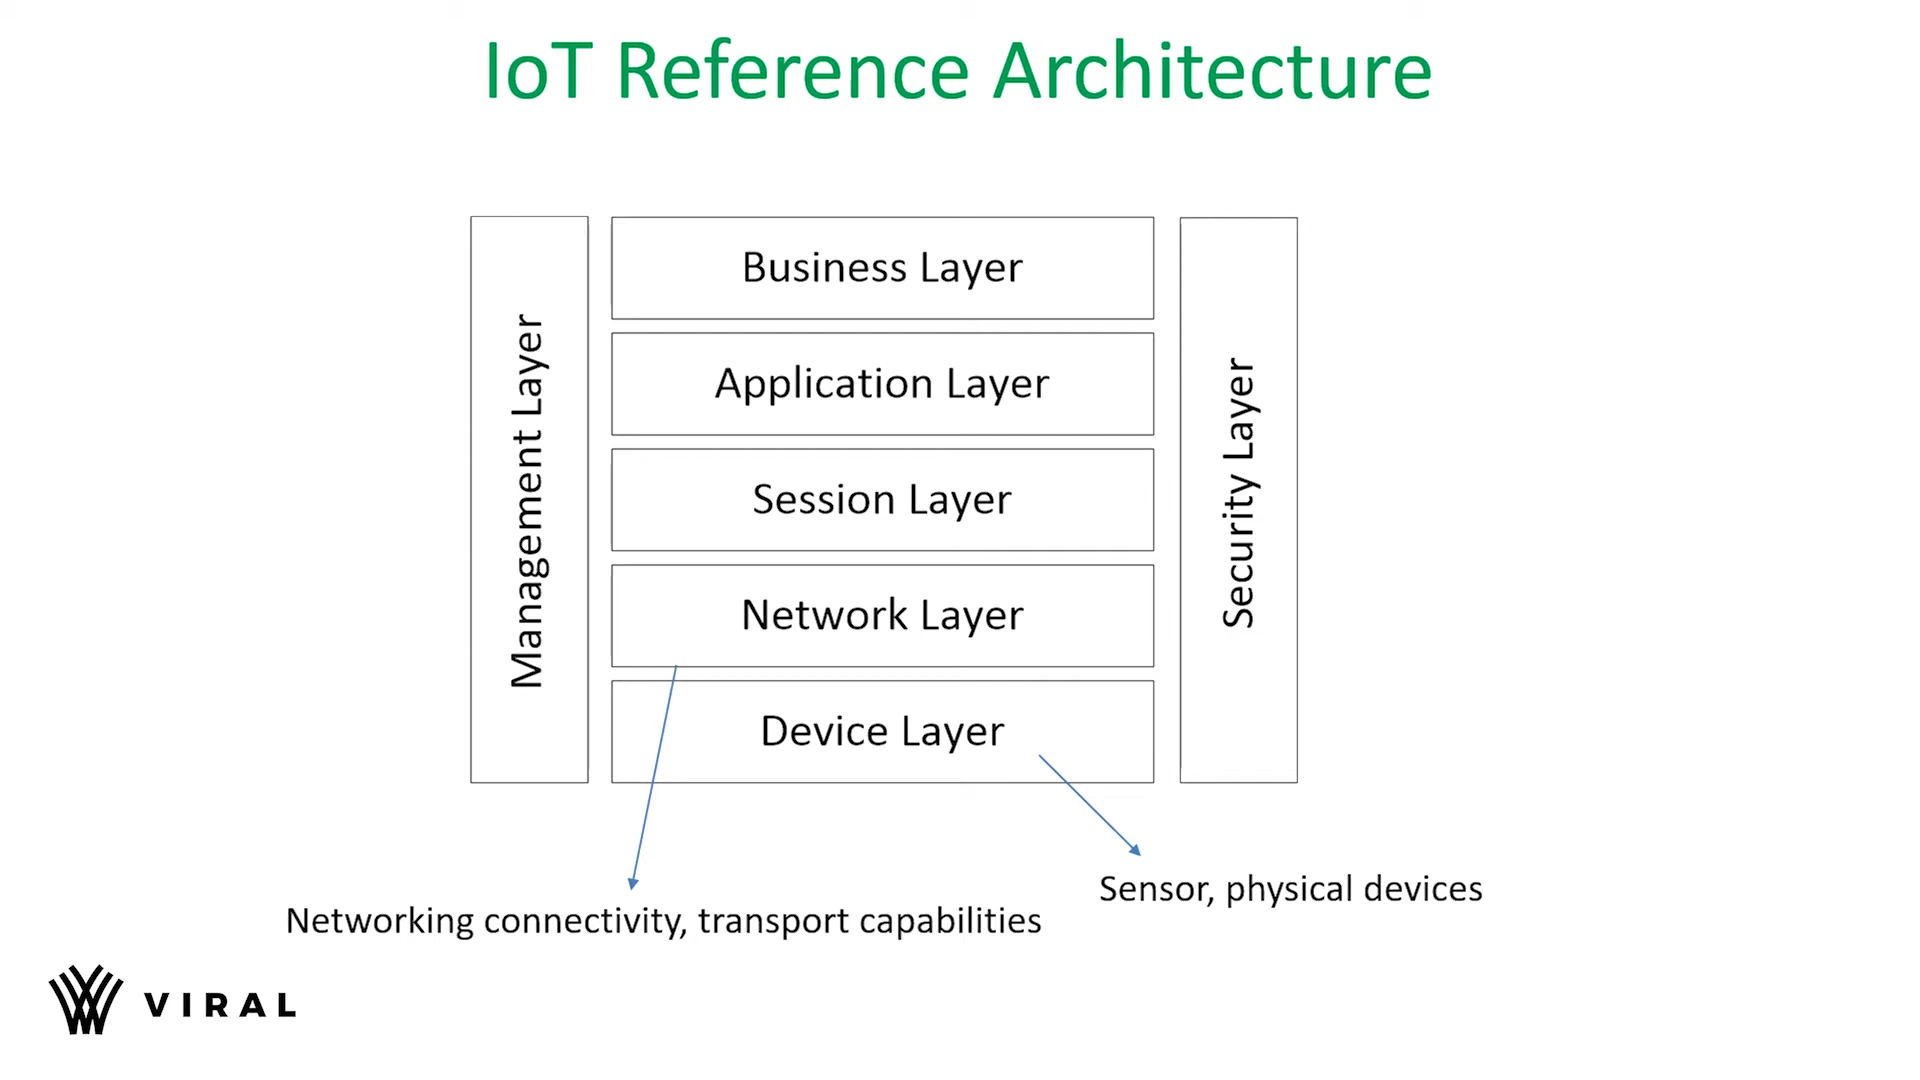 IoT Reference Architecture
Management Layer
Business Layer
Application Layer
Session Layer
Network Layer
Device Layer
Security Layer
Sensor, physical devices
Networking connectivity, transport capabilities
VIRAL